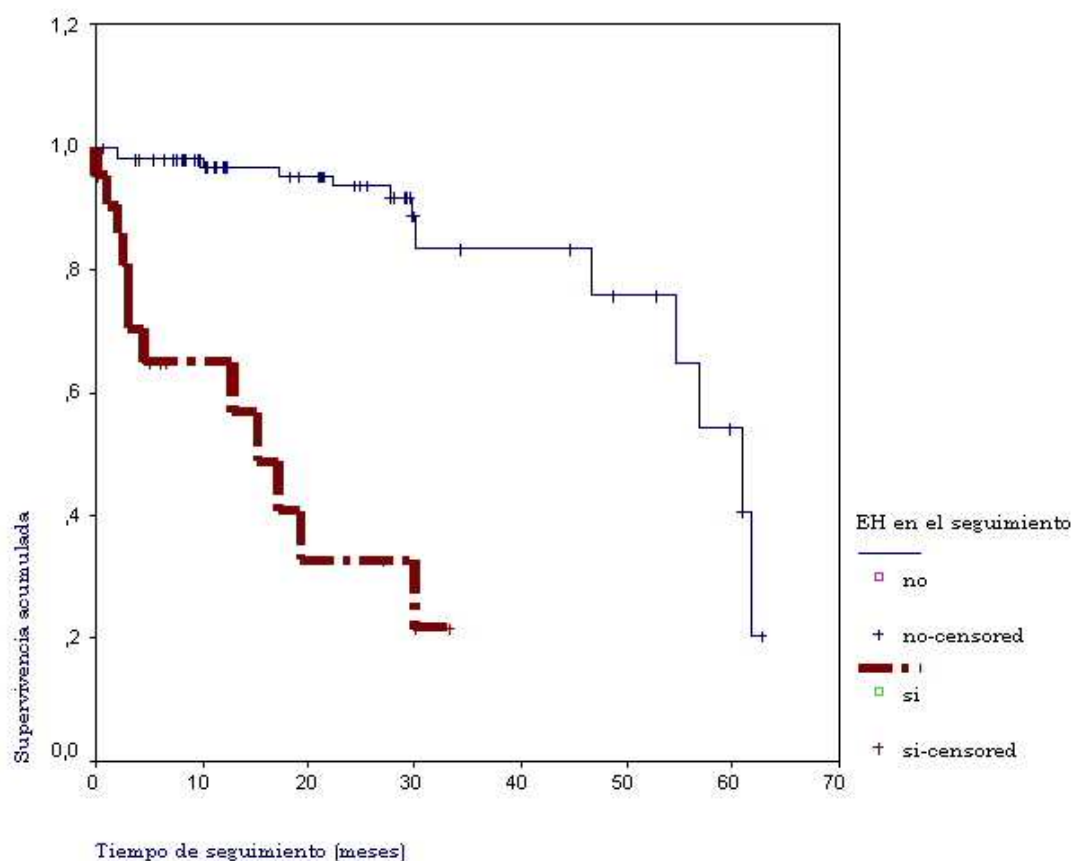 1,2
1,0
,8
,6
,4
,2
0,0
Supervivencia acumulada
0 10 20 30 40 50 60 70
Tiempo de seguimiento (meses)
EH en el seguimiento
no
no-censored
si
si-censored